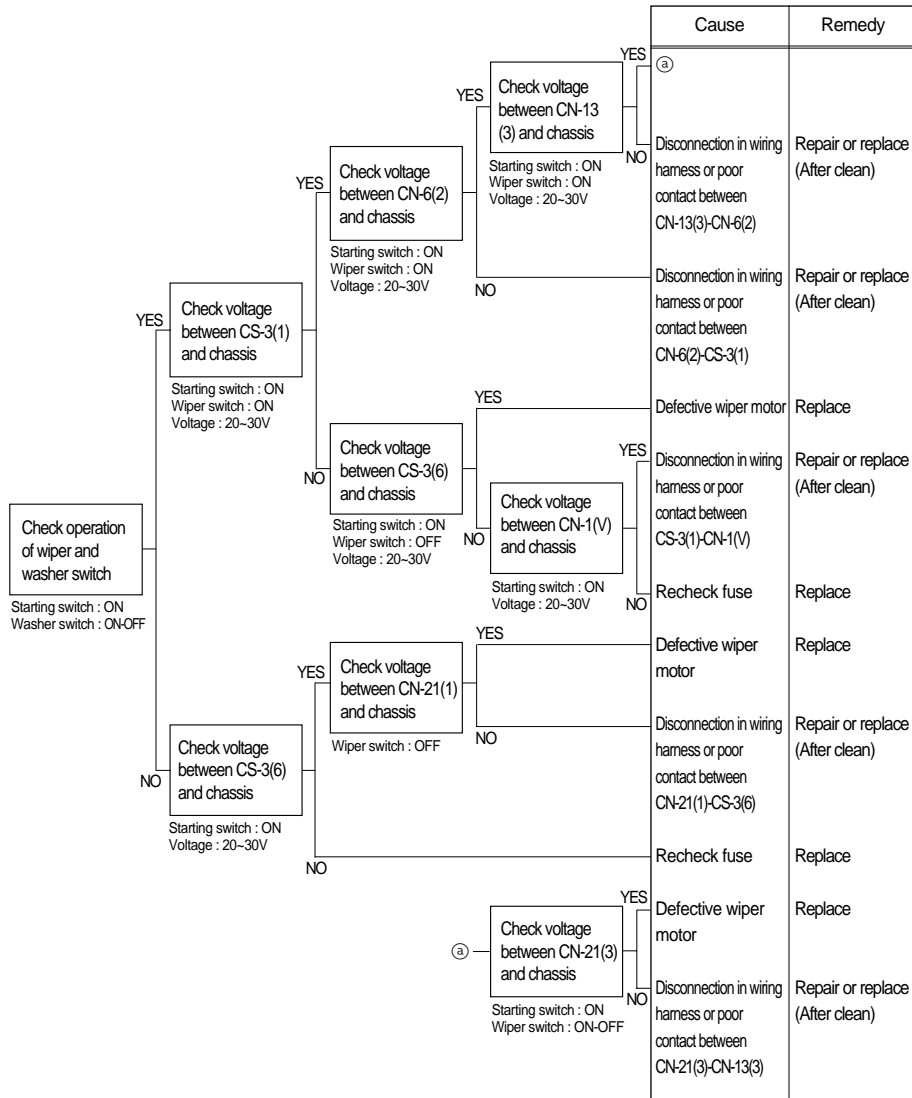 Cause
Remedy
YES
ⓐ
Check voltage
between CN-13
(3) and chassis
YES
NO
Starting switch : ON
Wiper switch : ON
Voltage : 20~30V
Disconnection in wiring
harness or poor
contact between
CN-13(3)-CN-6(2)
Repair or replace
(After clean)
Check voltage
between CN-6(2)
and chassis
YES
Starting switch : ON
Wiper switch : ON
Voltage : 20~30V
NO
Disconnection in wiring
harness or poor
contact between
CN-6(2)-CS-3(1)
Repair or replace
(After clean)
Check voltage
between CS-3(1)
and chassis
YES
Starting switch : ON
Wiper switch : ON
Voltage : 20~30V
YES
Defective wiper motor
Replace
Check voltage
between CS-3(6)
and chassis
NO
Starting switch : ON
Wiper switch : OFF
Voltage : 20~30V
YES
Disconnection in wiring
harness or poor
contact between
CS-3(1)-CN-1(V)
Repair or replace
(After clean)
Check voltage
between CN-1(V)
and chassis
NO
Starting switch : ON
Voltage : 20~30V
NO
Recheck fuse
Replace
Check operation
of wiper and
washer switch
Starting switch : ON
Washer switch : ON-OFF
YES
Defective wiper
motor
Replace
Check voltage
between CN-21(1)
and chassis
YES
Wiper switch : OFF
NO
Disconnection in wiring
harness or poor
contact between
CN-21(1)-CS-3(6)
Repair or replace
(After clean)
Check voltage
between CS-3(6)
and chassis
NO
Starting switch : ON
Voltage : 20~30V
NO
Recheck fuse
Replace
YES
Defective wiper
motor
Replace
ⓐ
Check voltage
between CN-21(3)
and chassis
NO
Starting switch : ON
Wiper switch : ON-OFF
Disconnection in wiring
harness or poor
contact between
CN-21(3)-CN-13(3)
Repair or replace
(After clean)